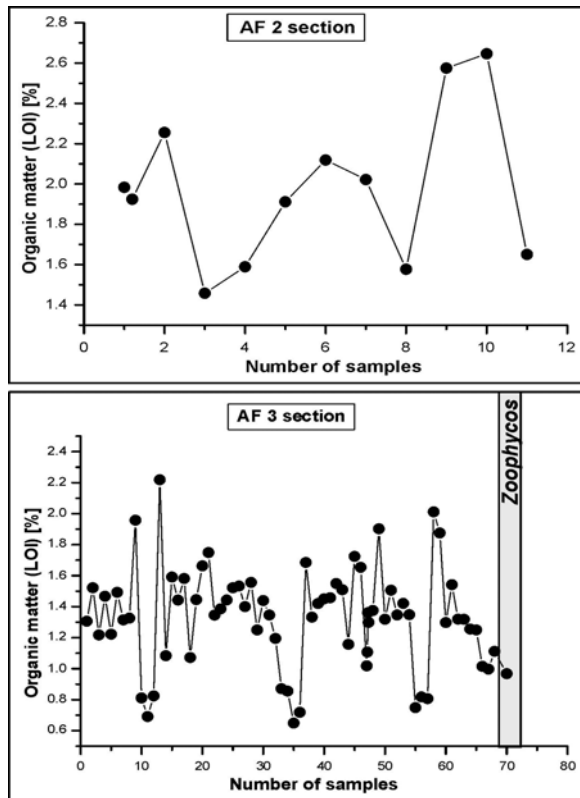 AF 2 section
Organic matter (LOI) [%]
2.8
2.6
2.4
2.2
2.0
1.8
1.6
1.4
0 2 4 6 8 10 12
Number of samples
AF 3 section
Zoophycos
Organic matter (LOI) [%]
2.4
2.2
2.0
1.8
1.6
1.4
1.2
1.0
0.8
0.6
0 10 20 30 40 50 60 70 80
Number of samples